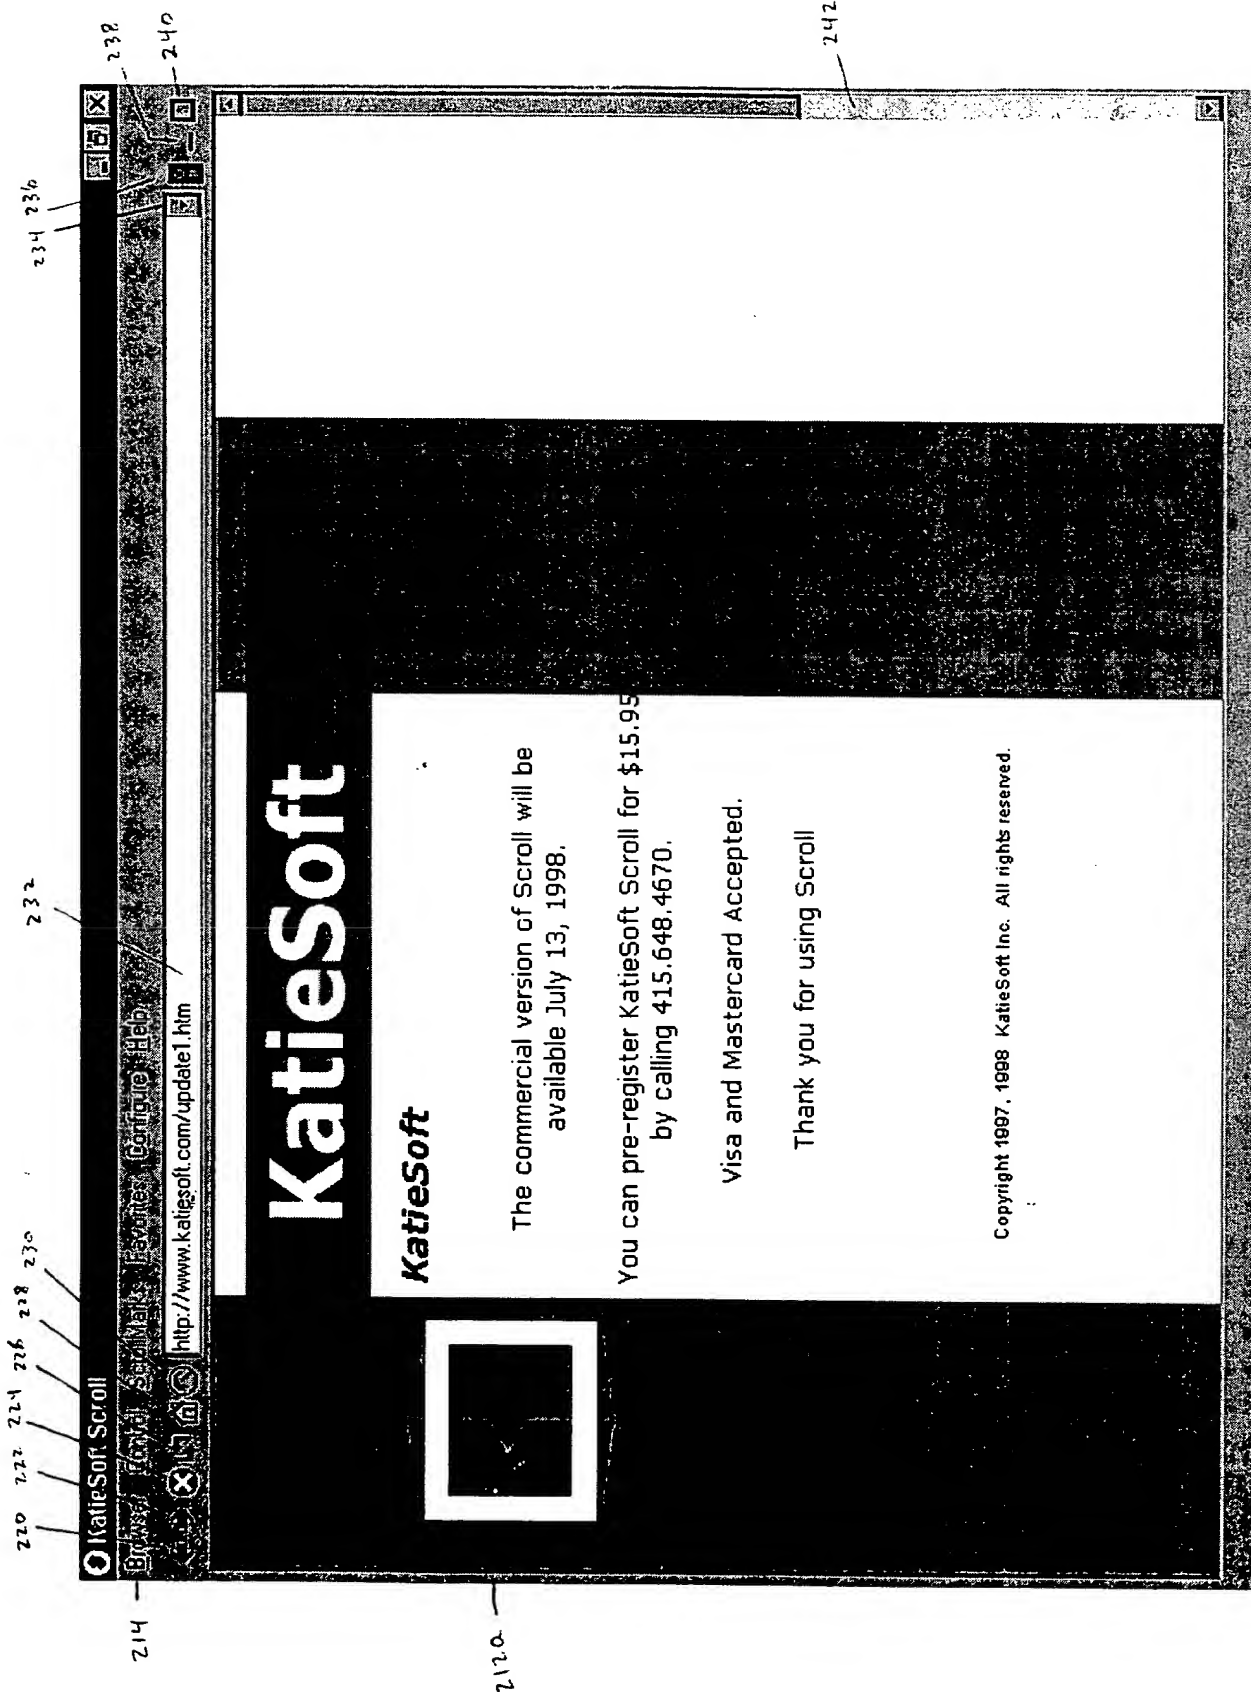 220 222 224 226 228 230 232 234 236 238 240
KatieSoft Scroll
214
Browser Control ScrollMarks Favorites Configure Help
http://www.katiesoft.com/update1.htm
KatieSoft
KatieSoft
The commercial version of Scroll will be
available July 13, 1998.
You can pre-register KatieSoft Scroll for $15.95
by calling 415.648.4670.
Visa and Mastercard Accepted.
Thank you for using Scroll
Copyright 1997, 1998 KatieSoft Inc. All rights reserved.
212a
242